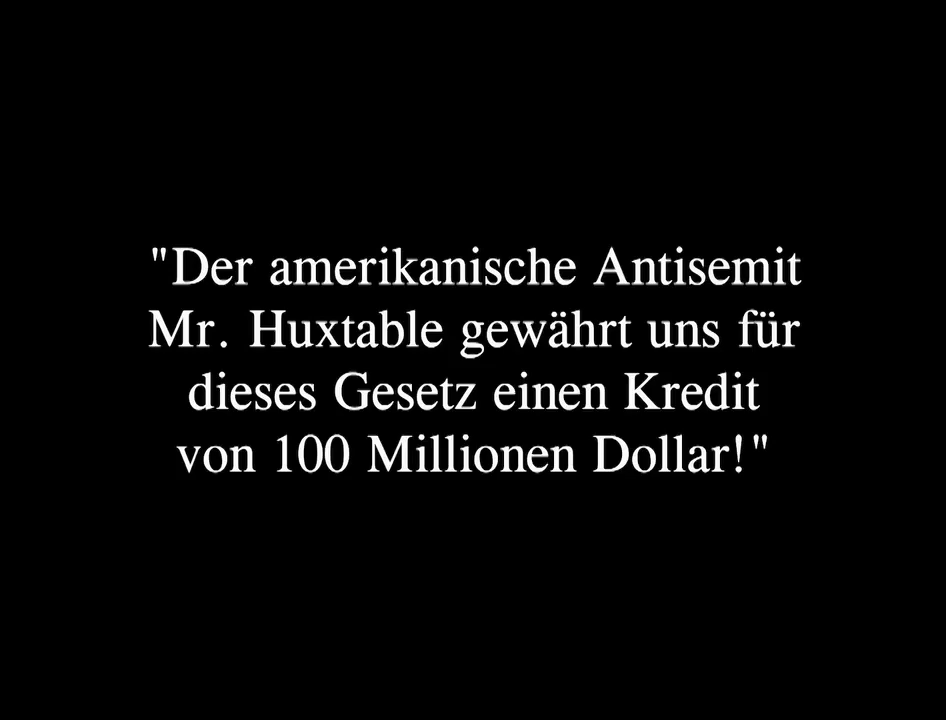 "Der amerikanische Antisemit
Mr. Huxtable gewährt uns für
dieses Gesetz einen Kredit
von 100 Millionen Dollar!"